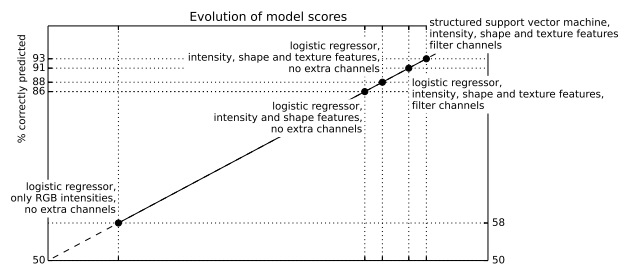 Evolution of model scores
structured support vector machine,
intensity, shape and texture features
filter channels
logistic regressor,
intensity, shape and texture features,
no extra channels
93
91
88
86
% correctly predicted
logistic regressor,
intensity, shape and texture features,
filter channels
logistic regressor,
intensity and shape features,
no extra channels
logistic regressor,
only RGB intensities,
no extra channels
58
50
50